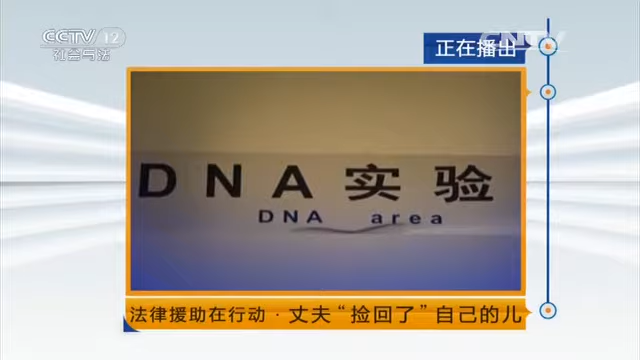 CCTV 12
社会与法
CNTV
正在播出
DNA实验
DNA area
法律援助在行动·丈夫“捡回了”自己的儿